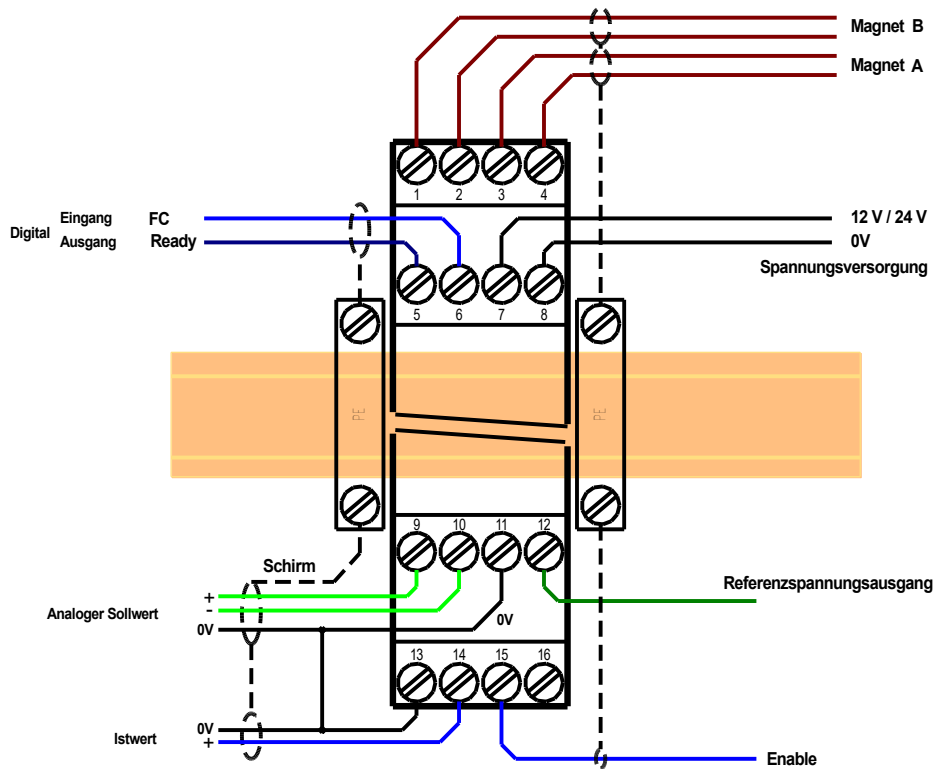 Magnet B
Magnet A
1 2 3 4
Digital
Eingang FC
Ausgang Ready
12 V / 24 V
0V
Spannungsversorgung
5 6 7 8
PE PE
9 10 11 12
Schirm
Referenzspannungsausgang
Analoger Sollwert
+
-
0V
0V
13 14 15 16
Istwert
0V
+
Enable